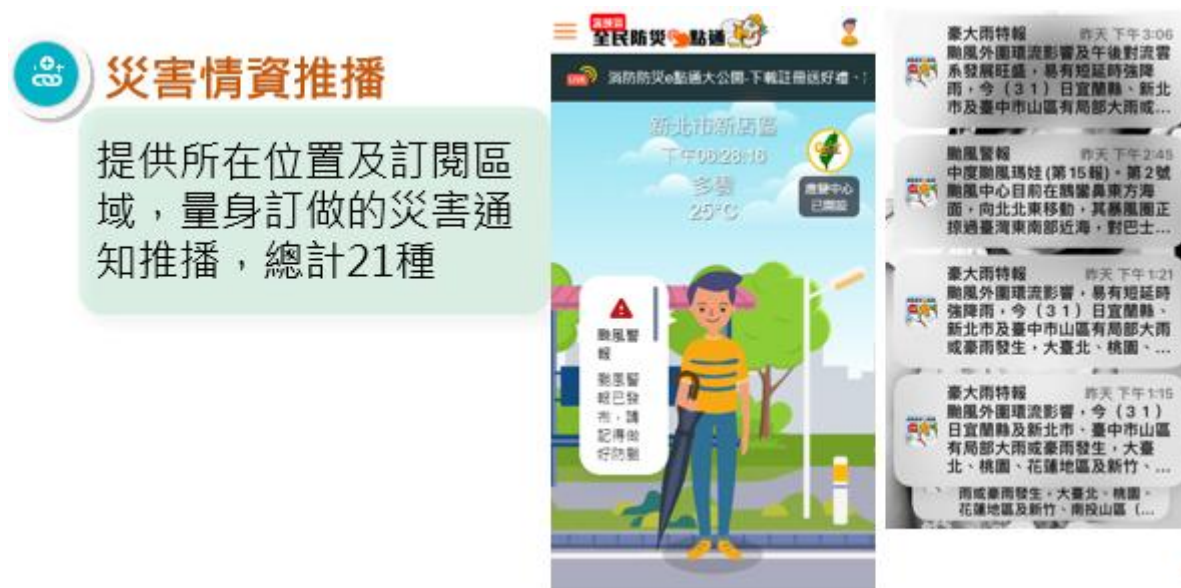 災害情資推播
提供所在位置及訂閱區
域，量身訂做的災害通
知推播，總計21種
全民防災e點通
LIVE 消防防災e點通大公開-下載註冊送好禮、
新北市新店區
下午06:28:16
多雲
25°C
應變中心
已開設
颱風警
報
颱風警
報已發
布，請
記得做
好防颱
豪大雨特報 昨天 下午3:06
颱風外圍環流影響及午後對流雲
系發展旺盛，易有短延時強降
雨，今（３１）日宜蘭縣、新北
市及臺中市山區有局部大雨或...
颱風警報 昨天 下午2:45
中度颱風瑪娃(第15報)。第2號
颱風中心目前在鵝鑾鼻東方海
面，向北北東移動，其暴風圈正
掠過臺灣東南部近海，對巴士...
豪大雨特報 昨天 下午1:21
颱風外圍環流影響，易有短延時
強降雨，今（３１）日宜蘭縣、
新北市及臺中市山區有局部大雨
或豪雨發生，大臺北、桃園、...
豪大雨特報 昨天 下午1:15
颱風外圍環流影響，今（３１）
日宜蘭縣及新北市、臺中市山區
有局部大雨或豪雨發生，大臺
北、桃園、花蓮地區及新竹、...
雨或豪雨發生，大臺北、桃園、
花蓮地區及新竹、南投山區（...